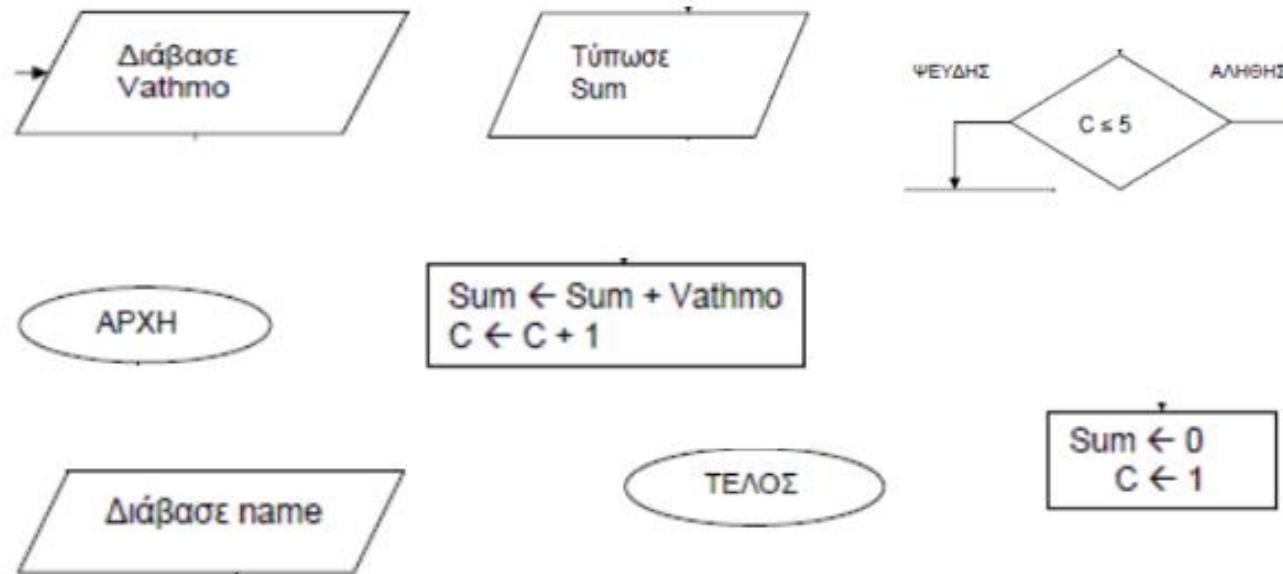 Διάβασε
Vathmo
Τύπωσε
Sum
ΨΕΥΔΗΣ
ΑΛΗΘΗΣ
C ≤ 5
ΑΡΧΗ
Sum ← Sum + Vathmo
C ← C + 1
Διάβασε name
ΤΕΛΟΣ
Sum ← 0
C ← 1